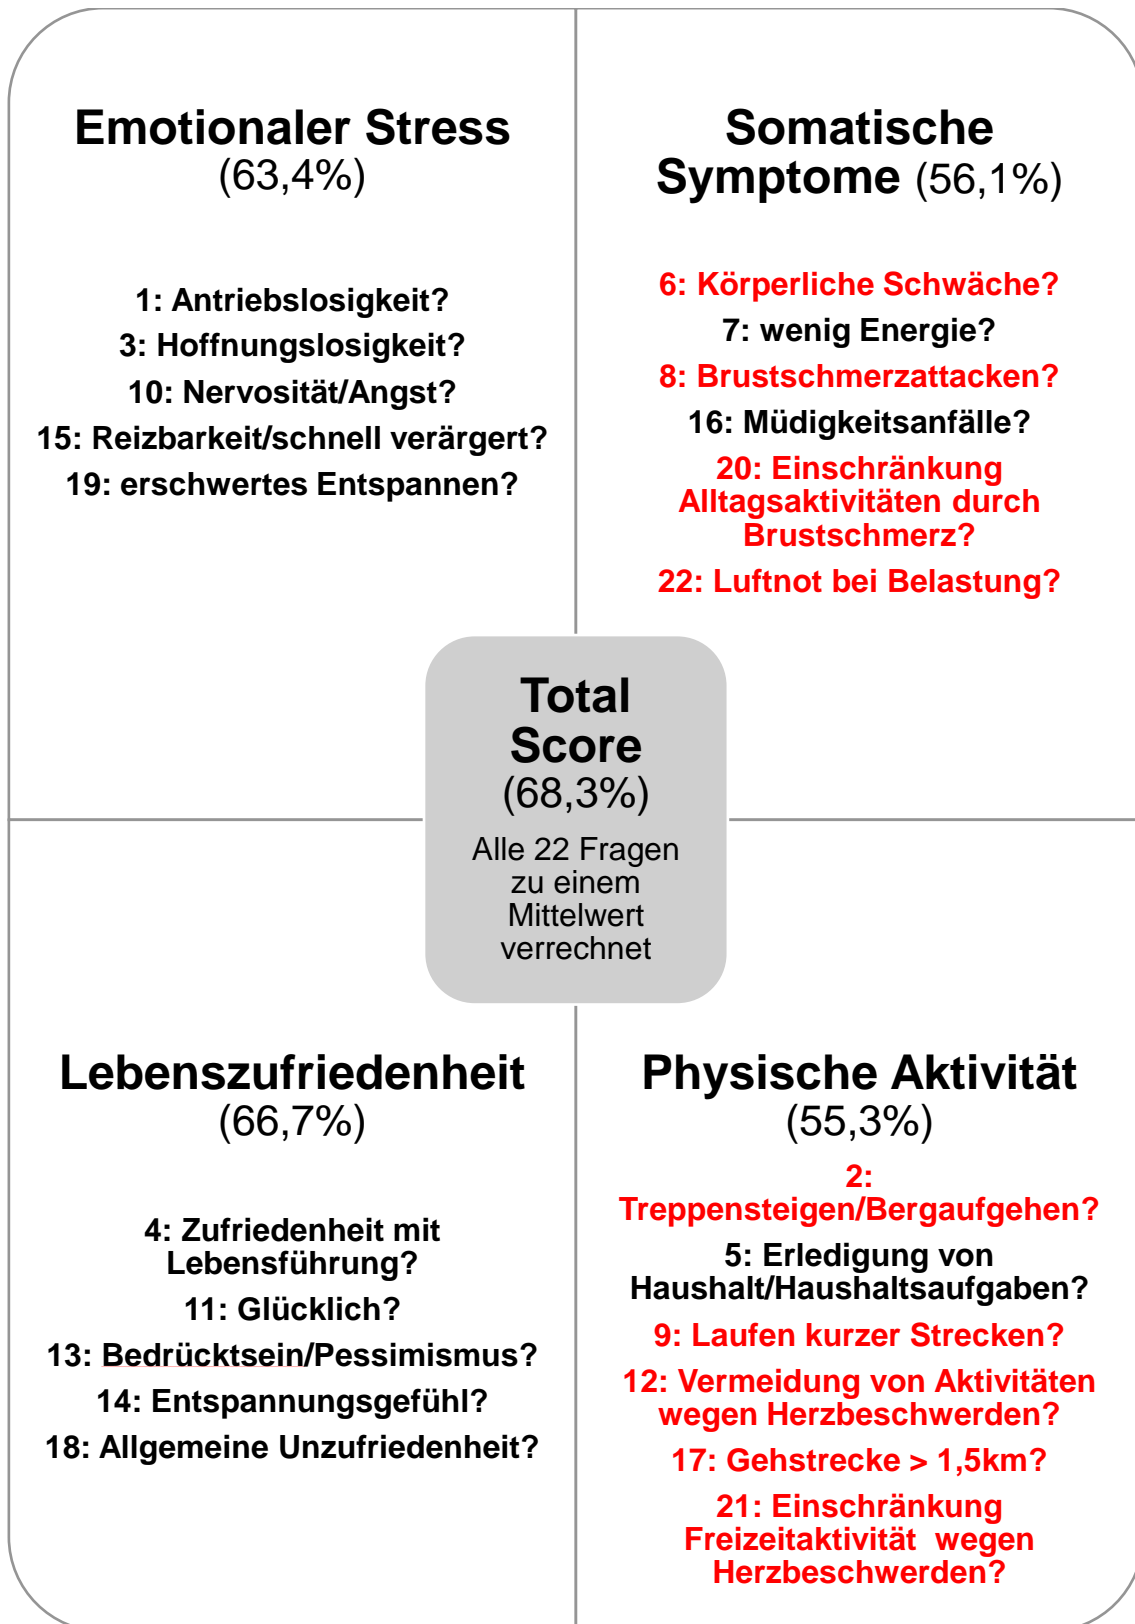 Emotionaler Stress
(63,4%)
1: Antriebslosigkeit?
3: Hoffnungslosigkeit?
10: Nervosität/Angst?
15: Reizbarkeit/schnell verärgert?
19: erschwertes Entspannen?
Somatische
Symptome (56,1%)
6: Körperliche Schwäche?
7: wenig Energie?
8: Brustschmerzattacken?
16: Müdigkeitsanfälle?
20: Einschränkung
Alltagsaktivitäten durch
Brustschmerz?
22: Luftnot bei Belastung?
Total
Score
(68,3%)
Alle 22 Fragen
zu einem
Mittelwert
verrechnet
Lebenszufriedenheit
(66,7%)
4: Zufriedenheit mit
Lebensführung?
11: Glücklich?
13: Bedrücktsein/Pessimismus?
14: Entspannungsgefühl?
18: Allgemeine Unzufriedenheit?
Physische Aktivität
(55,3%)
2:
Treppensteigen/Bergaufgehen?
5: Erledigung von
Haushalt/Haushaltsaufgaben?
9: Laufen kurzer Strecken?
12: Vermeidung von Aktivitäten
wegen Herzbeschwerden?
17: Gehstrecke > 1,5km?
21: Einschränkung
Freizeitaktivität wegen
Herzbeschwerden?